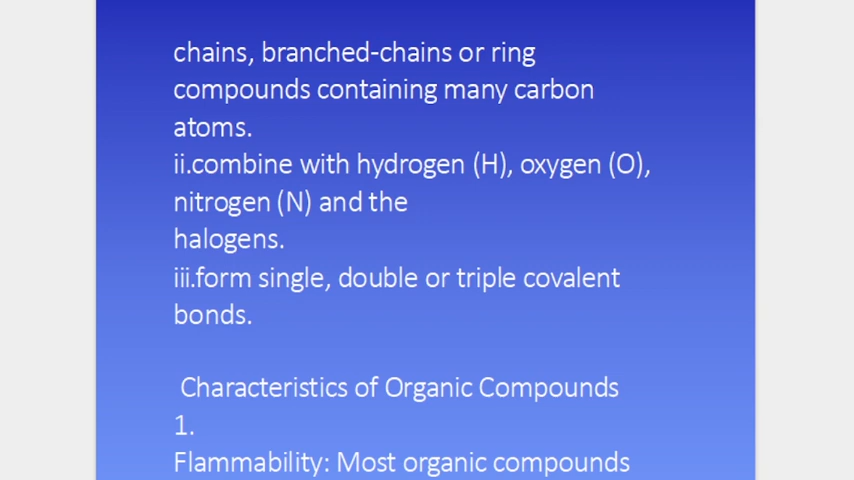 chains, branched-chains or ring
compounds containing many carbon
atoms.
ii.combine with hydrogen (H), oxygen (O),
nitrogen (N) and the
halogens.
iii.form single, double or triple covalent
bonds.
Characteristics of Organic Compounds
1.
Flammability: Most organic compounds